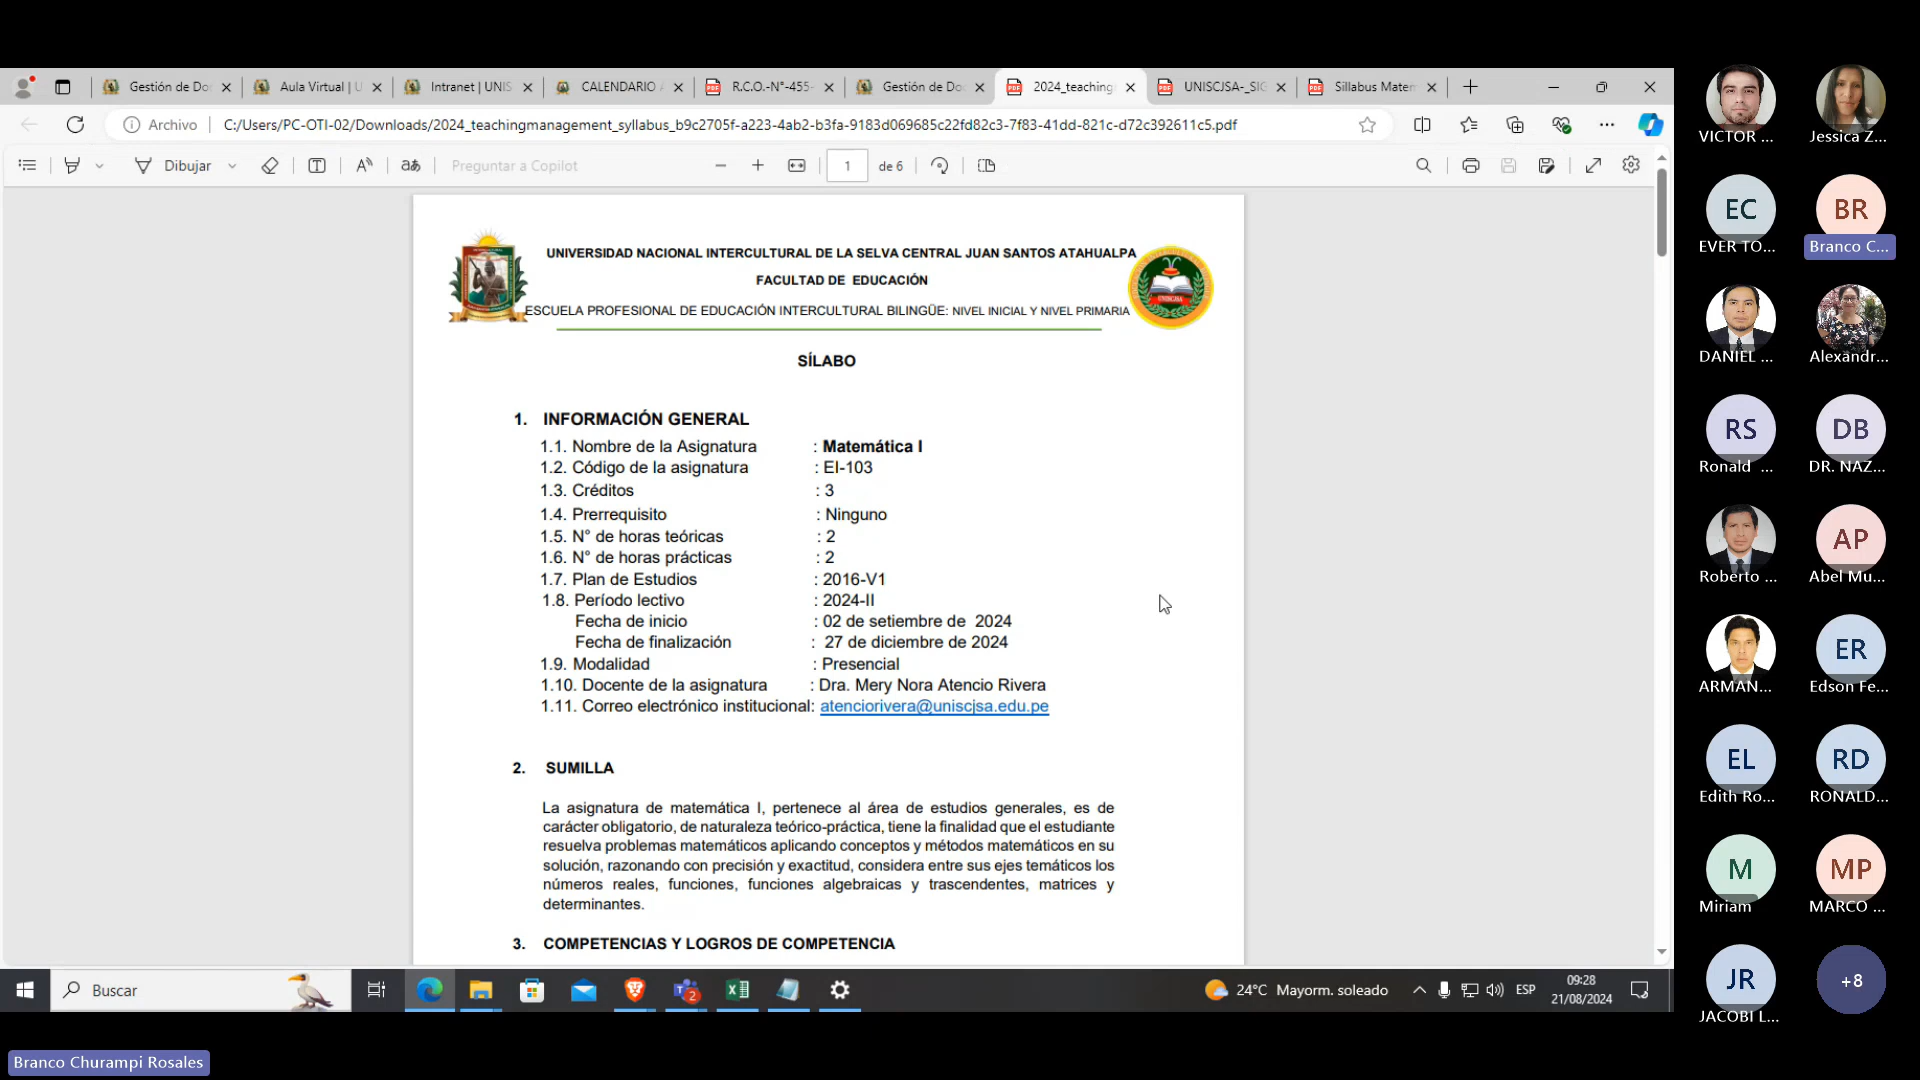 Gestión de Do
Aula Virtual | U
Intranet | UNIS
CALENDARIO A
R.C.O.-N°-455-
Gestión de Do
2024_teaching
UNISCJSA-_SIG
Sillabus Matem
Archivo
C:/Users/PC-OTI-02/Downloads/2024_teachingmanagement_syllabus_b9c2705f-a223-4ab2-b3fa-9183d069685c22fd82c3-7f83-41dd-821c-d72c392611c5.pdf
Dibujar
Preguntar a Copilot
1
de 6
UNIVERSIDAD NACIONAL INTERCULTURAL DE LA SELVA CENTRAL JUAN SANTOS ATAHUALPA
FACULTAD DE EDUCACIÓN
ESCUELA PROFESIONAL DE EDUCACIÓN INTERCULTURAL BILINGÜE: NIVEL INICIAL Y NIVEL PRIMARIA
SÍLABO
1. INFORMACIÓN GENERAL
1.1. Nombre de la Asignatura : Matemática I
1.2. Código de la asignatura : EI-103
1.3. Créditos : 3
1.4. Prerrequisito : Ninguno
1.5. N° de horas teóricas : 2
1.6. N° de horas prácticas : 2
1.7. Plan de Estudios : 2016-V1
1.8. Período lectivo : 2024-II
Fecha de inicio : 02 de setiembre de 2024
Fecha de finalización : 27 de diciembre de 2024
1.9. Modalidad : Presencial
1.10. Docente de la asignatura : Dra. Mery Nora Atencio Rivera
1.11. Correo electrónico institucional: atenciorivera@uniscjsa.edu.pe
2. SUMILLA
La asignatura de matemática I, pertenece al área de estudios generales, es de
carácter obligatorio, de naturaleza teórico-práctica, tiene la finalidad que el estudiante
resuelva problemas matemáticos aplicando conceptos y métodos matemáticos en su
solución, razonando con precisión y exactitud, considera entre sus ejes temáticos los
números reales, funciones, funciones algebraicas y trascendentes, matrices y
determinantes.
3. COMPETENCIAS Y LOGROS DE COMPETENCIA
Buscar
2
24°C Mayorm. soleado
ESP
09:28
21/08/2024
VICTOR ...
Jessica Z...
EC
EVER TO...
BR
Branco C...
DANIEL ...
Alexandr...
RS
Ronald ...
DB
DR. NAZ...
Roberto ...
AP
Abel Mu...
ARMAN...
ER
Edson Fe...
EL
Edith Ro...
RD
RONALD...
M
Miriam
MP
MARCO ...
JR
JACOBI L...
+8
Branco Churampi Rosales